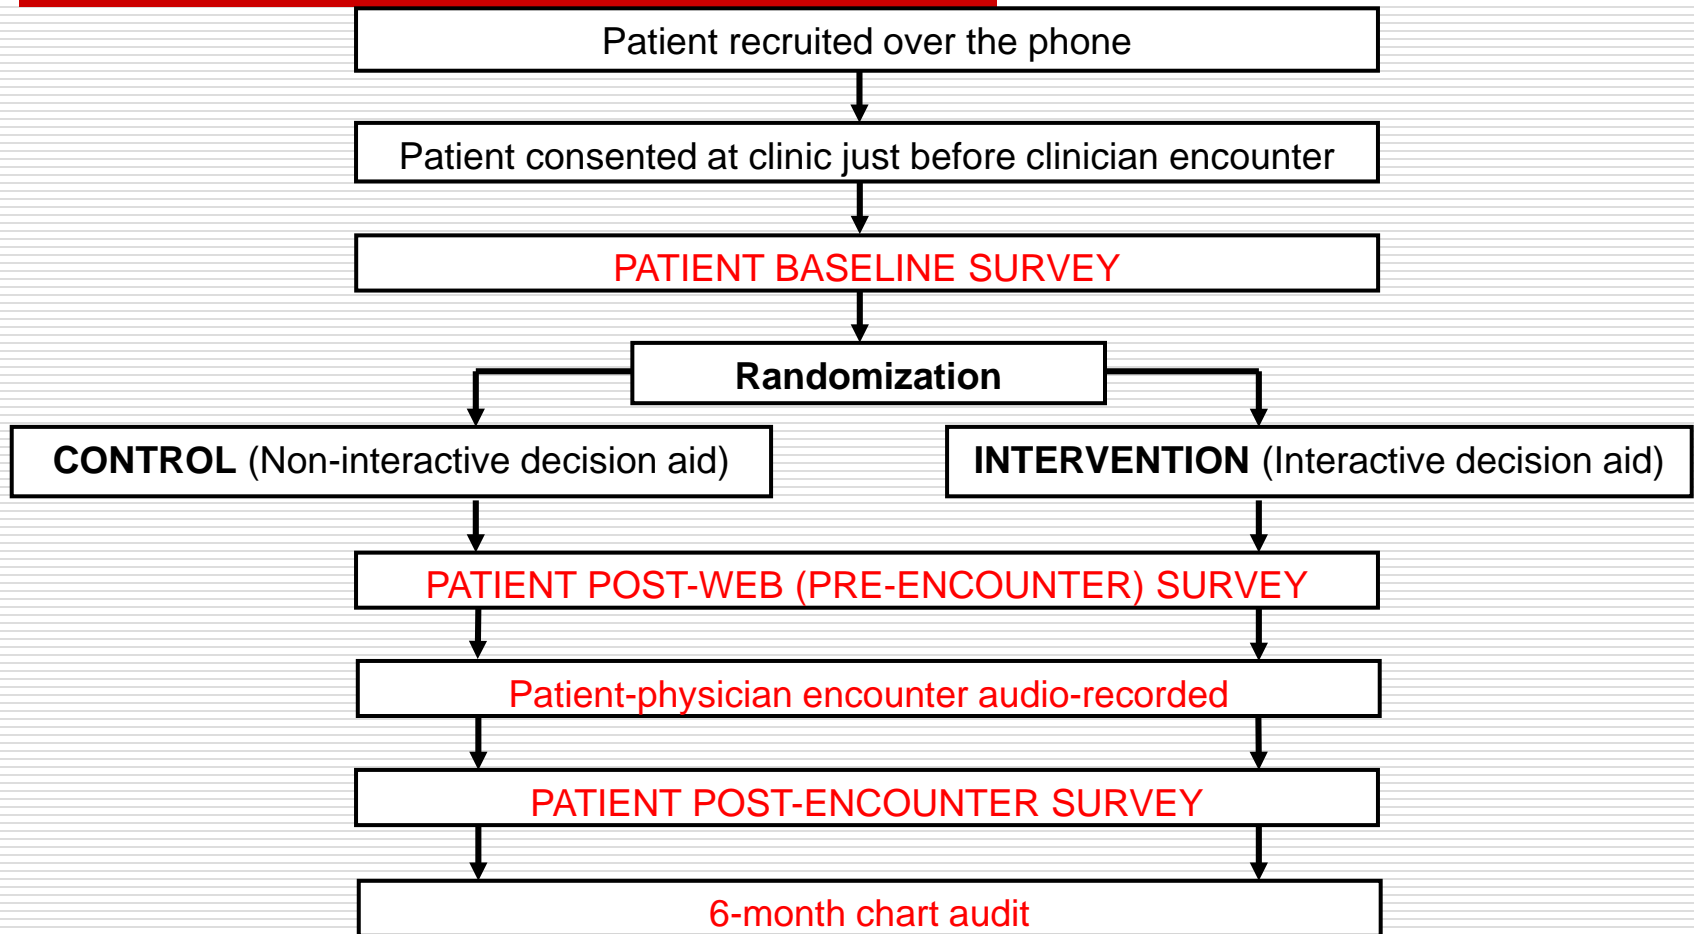 Patient recruited over the phone
Patient consented at clinic just before clinician encounter
PATIENT BASELINE SURVEY
Randomization
CONTROL (Non-interactive decision aid)
INTERVENTION (Interactive decision aid)
PATIENT POST-WEB (PRE-ENCOUNTER) SURVEY
Patient-physician encounter audio-recorded
PATIENT POST-ENCOUNTER SURVEY
6-month chart audit